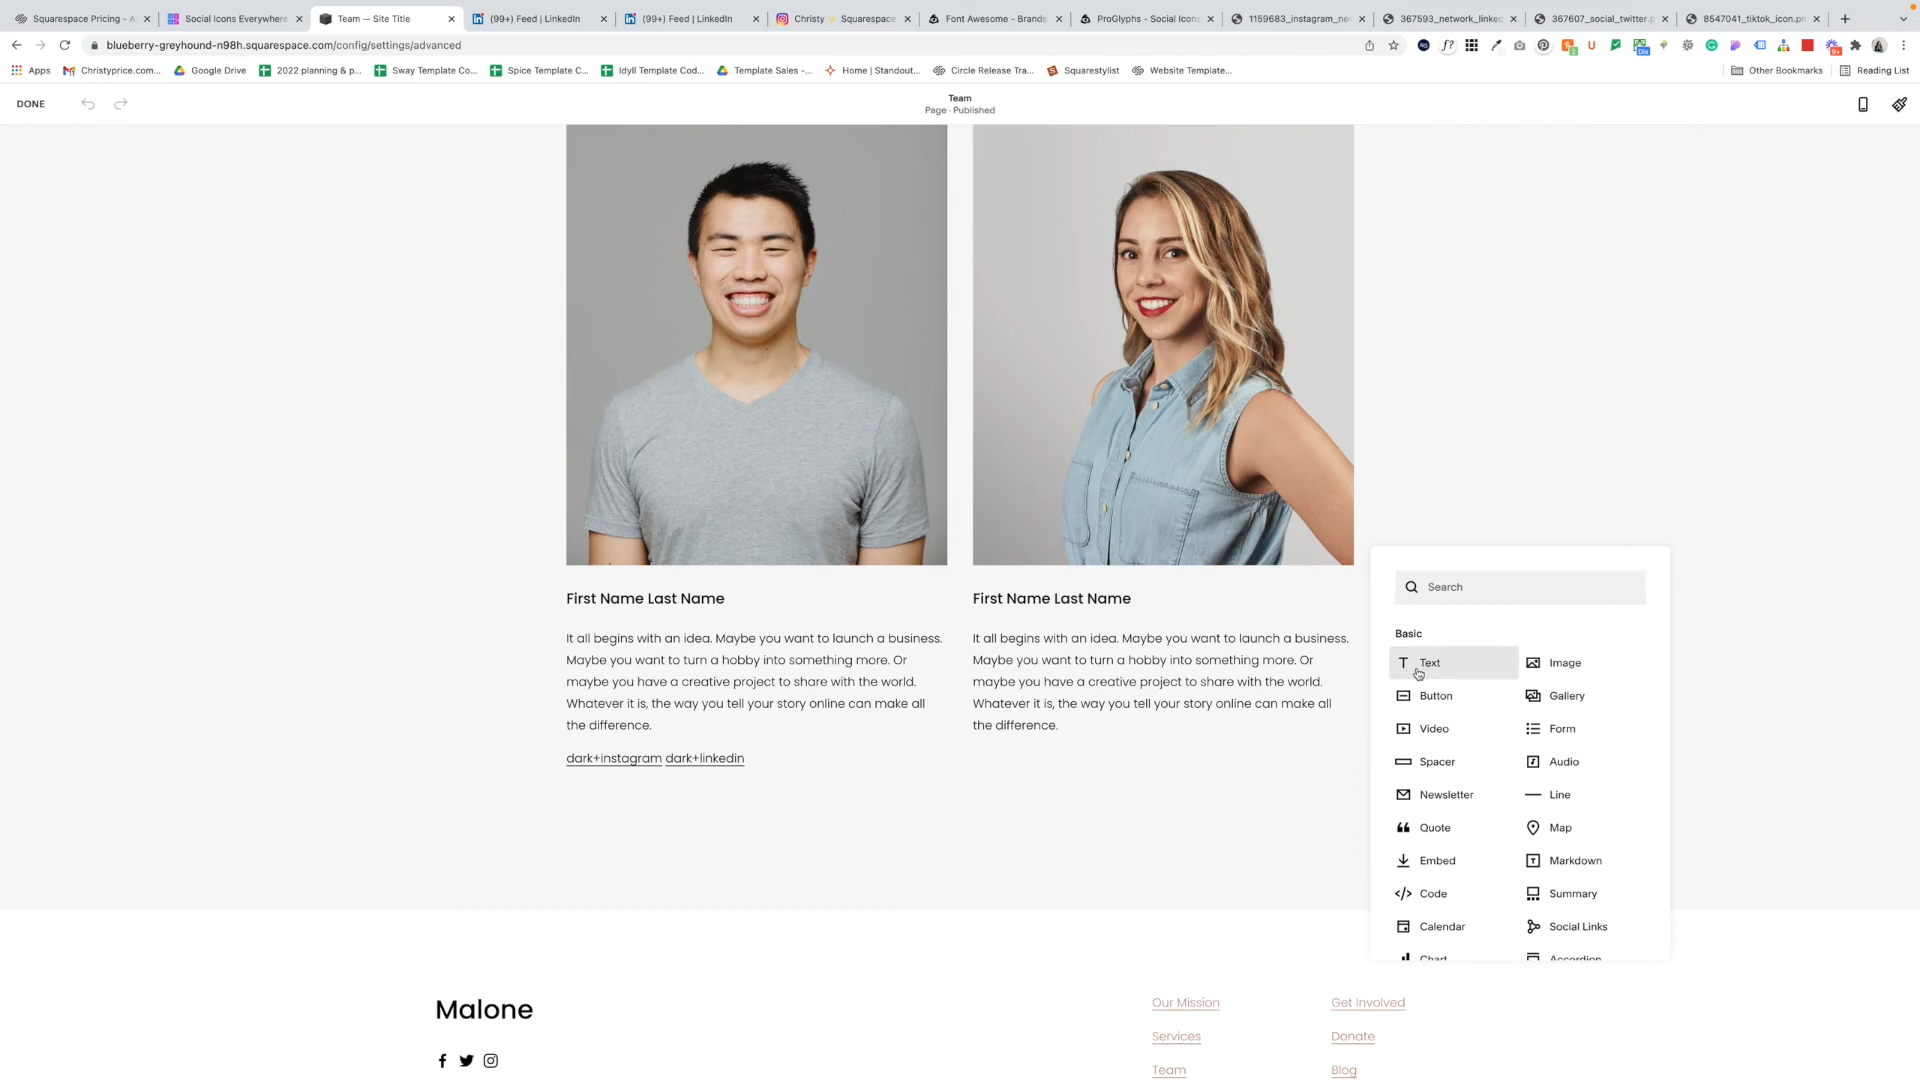 Squarespace Pricing - A
Social Icons Everywhere
Team — Site Title
(99+) Feed | LinkedIn
(99+) Feed | LinkedIn
Christy ✨ Squarespace
Font Awesome - Brands
ProGlyphs - Social Icons
1159683_instagram_ne
367593_network_linked
367607_social_twitter.p
8547041_tiktok_icon.pn
blueberry-greyhound-n98h.squarespace.com/config/settings/advanced
Apps
Christyprice.com...
Google Drive
2022 planning & p...
Sway Template Co...
Spice Template C...
Idyll Template Cod...
Template Sales -...
Home | Standout...
Circle Release Tra...
Squarestylist
Website Template...
Other Bookmarks
Reading List
DONE
Team
Page · Published
First Name Last Name
It all begins with an idea. Maybe you want to launch a business.
Maybe you want to turn a hobby into something more. Or
maybe you have a creative project to share with the world.
Whatever it is, the way you tell your story online can make all
the difference.
dark+instagram dark+linkedin
First Name Last Name
It all begins with an idea. Maybe you want to launch a business.
Maybe you want to turn a hobby into something more. Or
maybe you have a creative project to share with the world.
Whatever it is, the way you tell your story online can make all
the difference.
Search
Basic
Text
Image
Button
Gallery
Video
Form
Spacer
Audio
Newsletter
Line
Quote
Map
Embed
Markdown
Code
Summary
Calendar
Social Links
Chart
Accordion
Malone
Our Mission
Get Involved
Services
Donate
Team
Blog